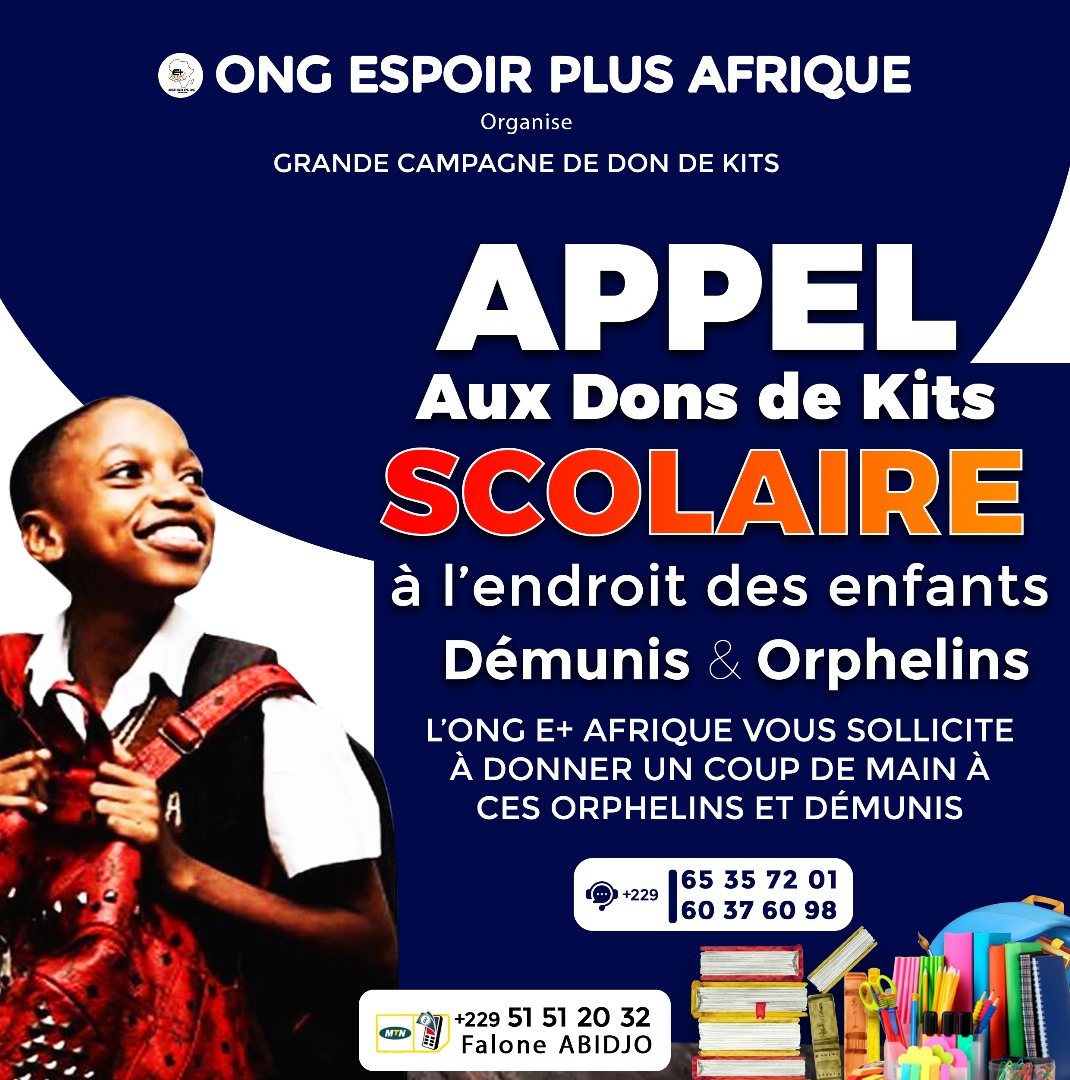 ONG ESPOIR PLUS AFRIQUE
Organise
GRANDE CAMPAGNE DE DON DE KITS
APPEL
Aux Dons de Kits
SCOLAIRE
à l'endroit des enfants
Démunis & Orphelins
L'ONG E+ AFRIQUE VOUS SOLLICITE
À DONNER UN COUP DE MAIN À
CES ORPHELINS ET DÉMUNIS
+229 65 35 72 01
60 37 60 98
MTN +229 51 51 20 32
Falone ABIDJO
A